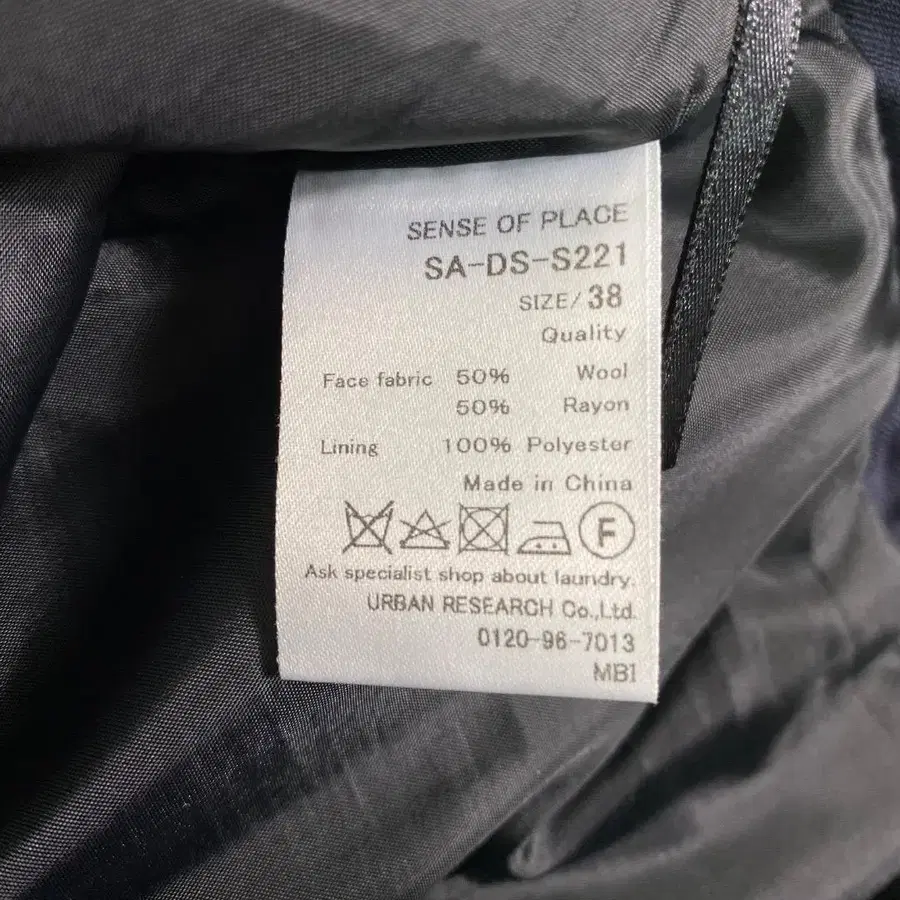 SENSE OF PLACE
SA-DS-S221
SIZE/38
Quality
Face fabric 50% Wool
50% Rayon
Lining 100% Polyester
Made in China
F
Ask specialist shop about laundry.
URBAN RESEARCH Co.,Ltd.
0120-96-7013
MB1